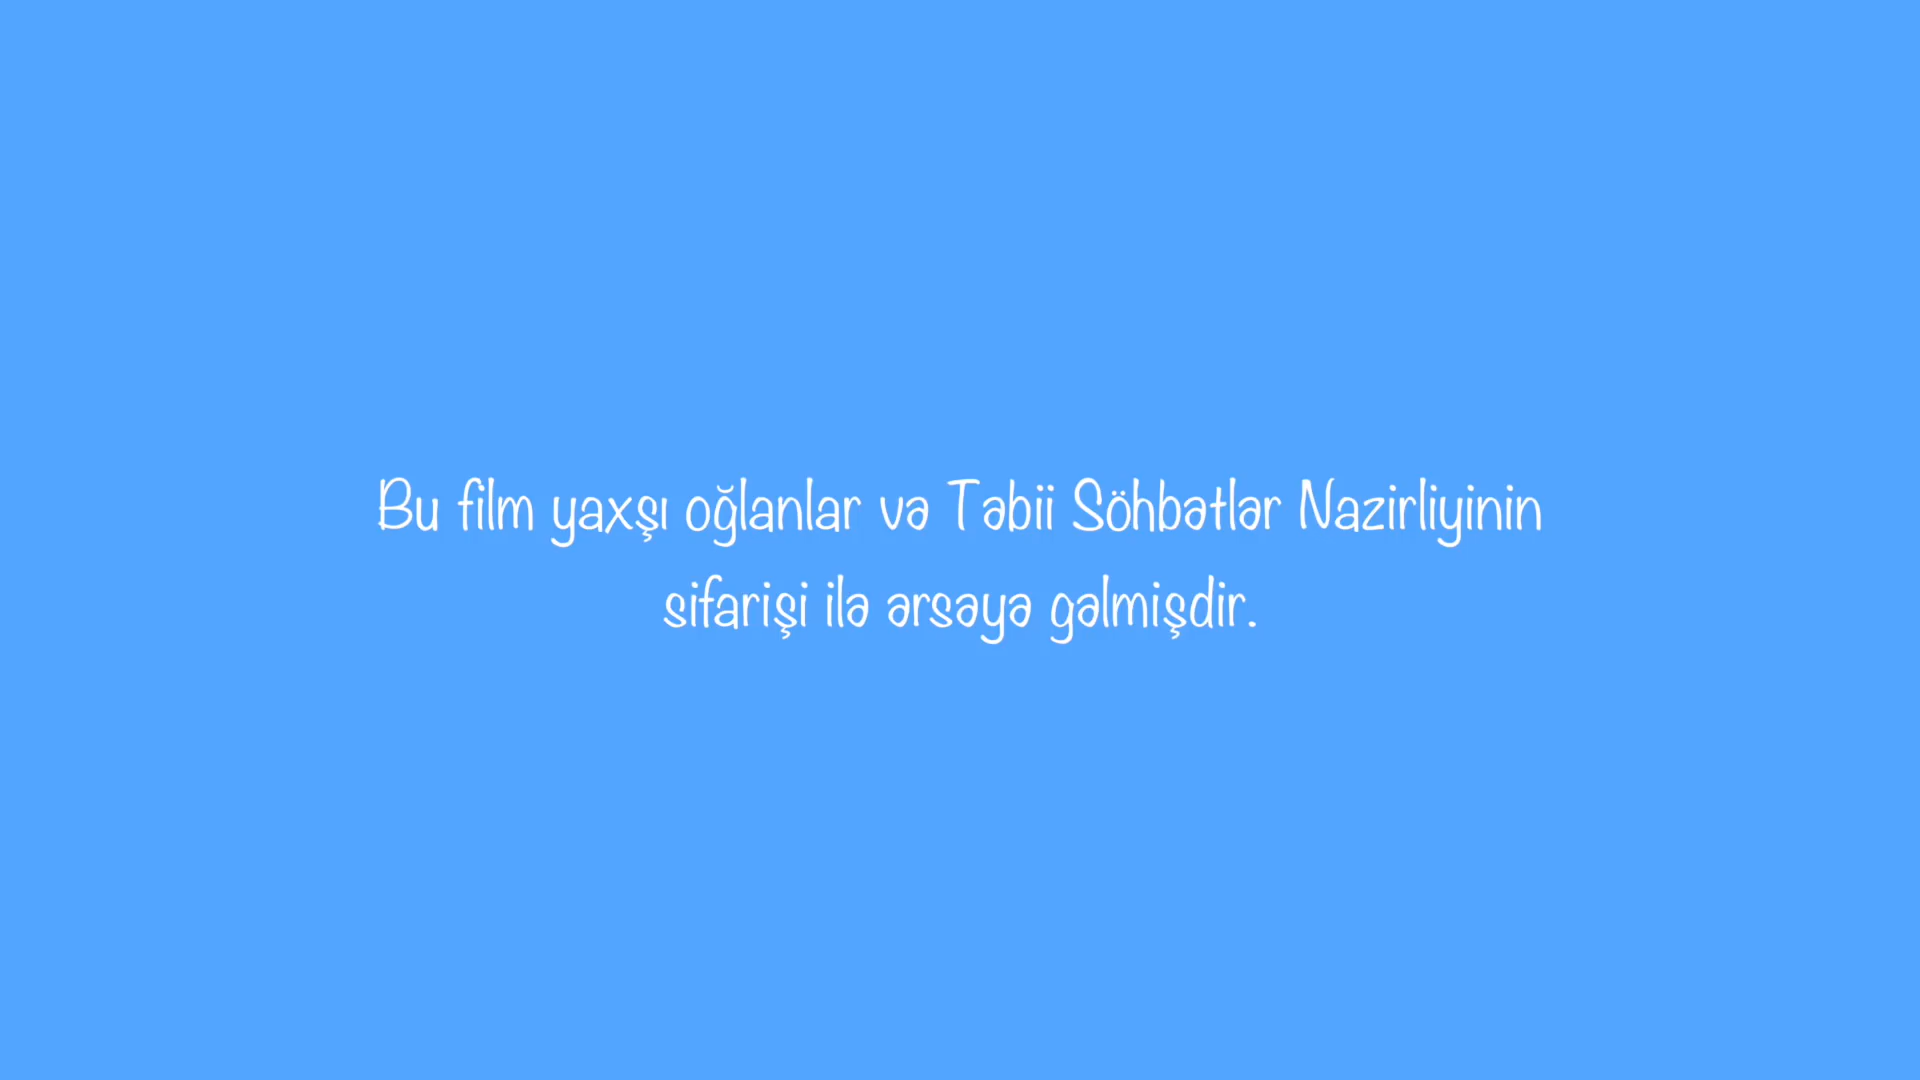 Bu film yaxşı oğlanlar və Təbii Söhbətlər Nazirliyinin
sifarişi ilə ərsəyə gəlmişdir.